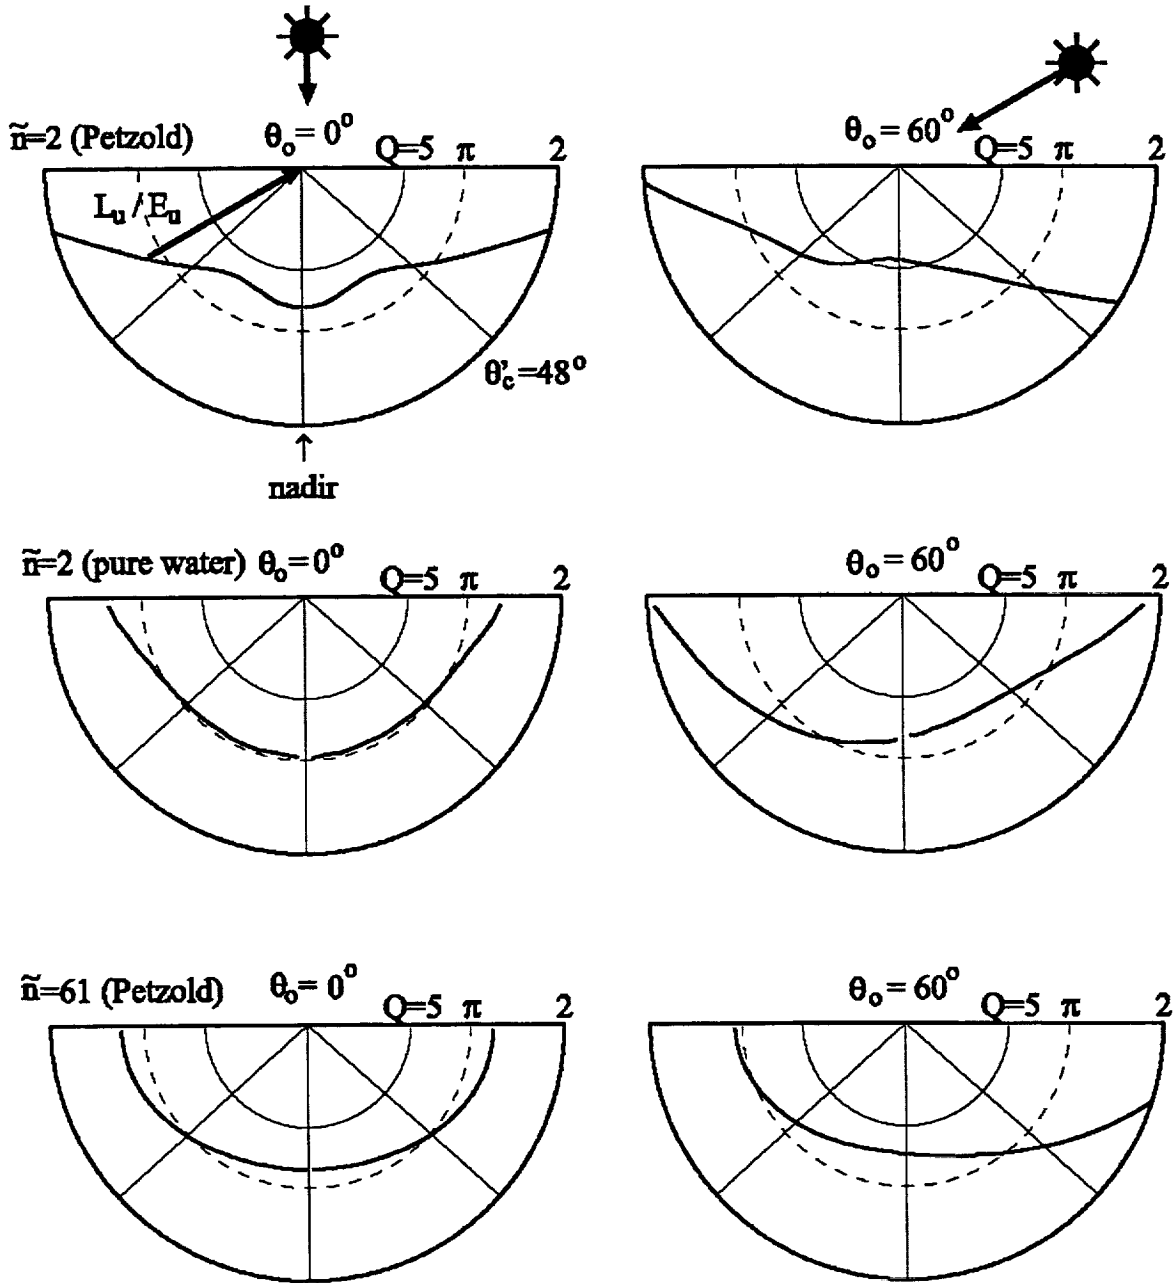 ñ=2 (Petzold) θₒ = 0° Q=5 π 2
θₒ = 60° Q=5 π 2
Lᵤ / Eᵤ
θ'c=48°
nadir
ñ=2 (pure water) θₒ = 0° Q=5 π 2
θₒ = 60° Q=5 π 2
ñ=61 (Petzold) θₒ = 0° Q=5 π 2
θₒ = 60° Q=5 π 2